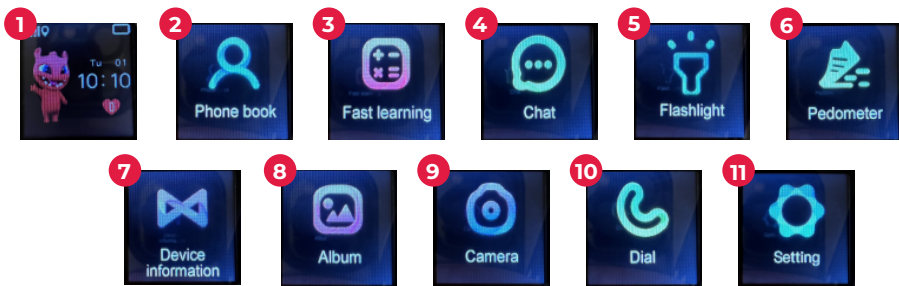 1
Tu 01
10:10
2
Phone book
3
Fast learning
4
Chat
5
Flashlight
6
Pedometer
7
Device
information
8
Album
9
Camera
10
Dial
11
Setting